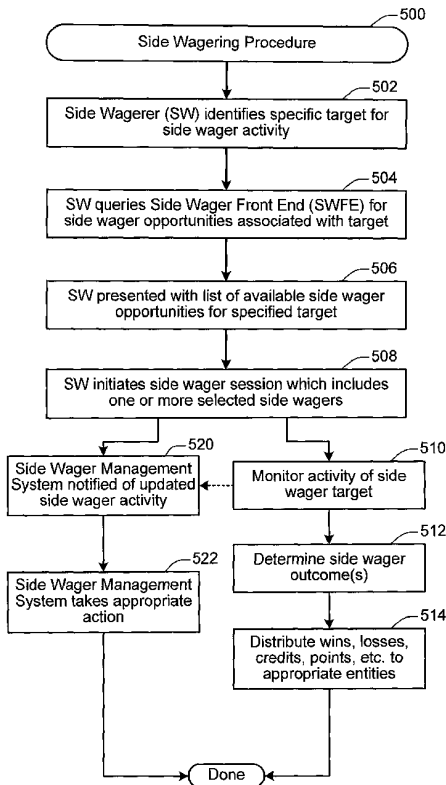 500
Side Wagering Procedure
502
Side Wagerer (SW) identifies specific target for
side wager activity
504
SW queries Side Wager Front End (SWFE) for
side wager opportunities associated with target
506
SW presented with list of available side wager
opportunities for specified target
508
SW initiates side wager session which includes
one or more selected side wagers
520
Side Wager Management
System notified of updated
side wager activity
510
Monitor activity of side
wager target
512
Determine side wager
outcome(s)
522
Side Wager Management
System takes appropriate
action
514
Distribute wins, losses,
credits, points, etc. to
appropriate entities
Done